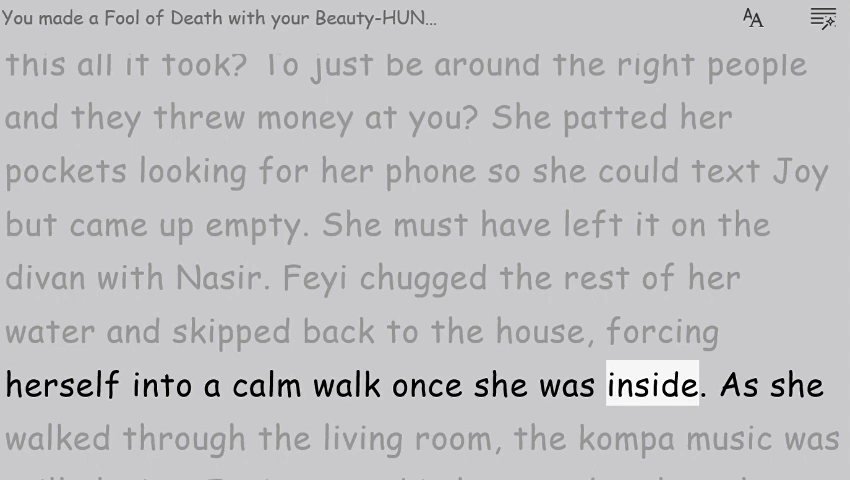 You made a Fool of Death with your Beauty-HUN...
this all it took? To just be around the right people
and they threw money at you? She patted her
pockets looking for her phone so she could text Joy
but came up empty. She must have left it on the
divan with Nasir. Feyi chugged the rest of her
water and skipped back to the house, forcing
herself into a calm walk once she was inside. As she
walked through the living room, the kompa music was